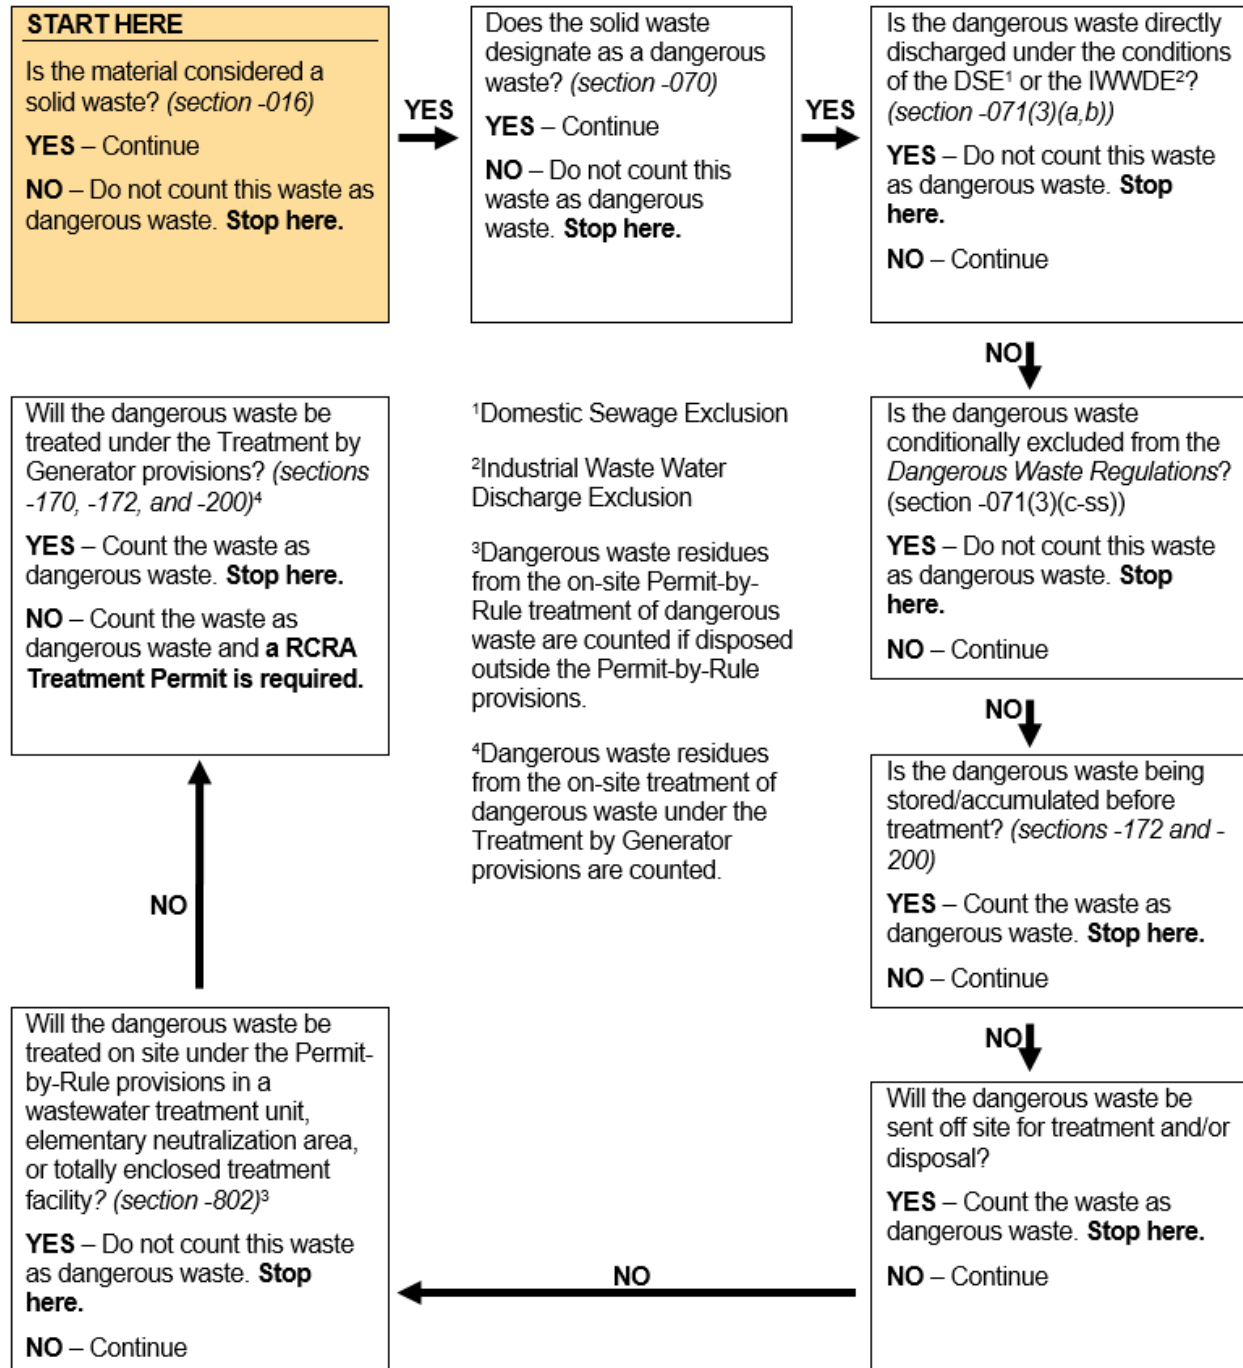 START HERE
Is the material considered a
solid waste? (section -016)
YES – Continue
NO – Do not count this waste as
dangerous waste. Stop here.
YES
Does the solid waste
designate as a dangerous
waste? (section -070)
YES – Continue
NO – Do not count this
waste as dangerous
waste. Stop here.
YES
Is the dangerous waste directly
discharged under the conditions
of the DSE¹ or the IWWDE²?
(section -071(3)(a,b))
YES – Do not count this waste
as dangerous waste. Stop
here.
NO – Continue
NO
Is the dangerous waste
conditionally excluded from the
Dangerous Waste Regulations?
(section -071(3)(c-ss))
YES – Do not count this waste
as dangerous waste. Stop
here.
NO – Continue
NO
Is the dangerous waste being
stored/accumulated before
treatment? (sections -172 and -
200)
YES – Count the waste as
dangerous waste. Stop here.
NO – Continue
NO
Will the dangerous waste be
sent off site for treatment and/or
disposal?
YES – Count the waste as
dangerous waste. Stop here.
NO – Continue
NO
Will the dangerous waste be
treated on site under the Permit-
by-Rule provisions in a
wastewater treatment unit,
elementary neutralization area,
or totally enclosed treatment
facility? (section -802)³
YES – Do not count this waste
as dangerous waste. Stop
here.
NO – Continue
NO
Will the dangerous waste be
treated under the Treatment by
Generator provisions? (sections
-170, -172, and -200)⁴
YES – Count the waste as
dangerous waste. Stop here.
NO – Count the waste as
dangerous waste and a RCRA
Treatment Permit is required.
¹Domestic Sewage Exclusion
²Industrial Waste Water
Discharge Exclusion
³Dangerous waste residues
from the on-site Permit-by-
Rule treatment of dangerous
waste are counted if disposed
outside the Permit-by-Rule
provisions.
⁴Dangerous waste residues
from the on-site treatment of
dangerous waste under the
Treatment by Generator
provisions are counted.